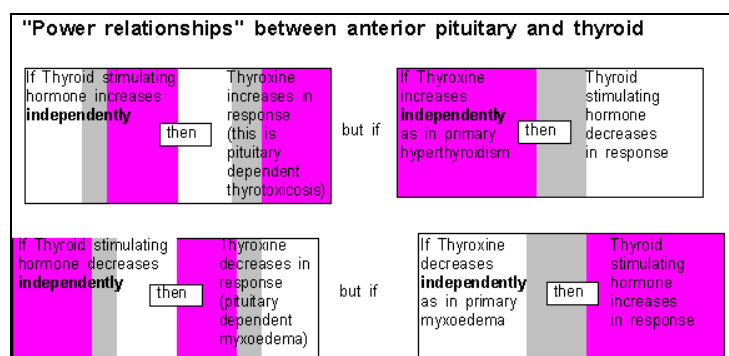 "Power relationships" between anterior pituitary and thyroid
If Thyroid stimulating
hormone increases
independently
then
Thyroxine
increases in
response
(this is
pituitary
dependent
thyrotoxicosis)
but if
If Thyroxine
increases
independently
as in primary
hyperthyroidism
then
Thyroid
stimulating
hormone
decreases
in response
If Thyroid stimulating
hormone decreases
independently
then
Thyroxine
decreases in
response
(pituitary
dependent
myxoedema)
but if
If Thyroxine
decreases
independently
as in primary
myxoedema
then
Thyroid
stimulating
hormone
increases
in response